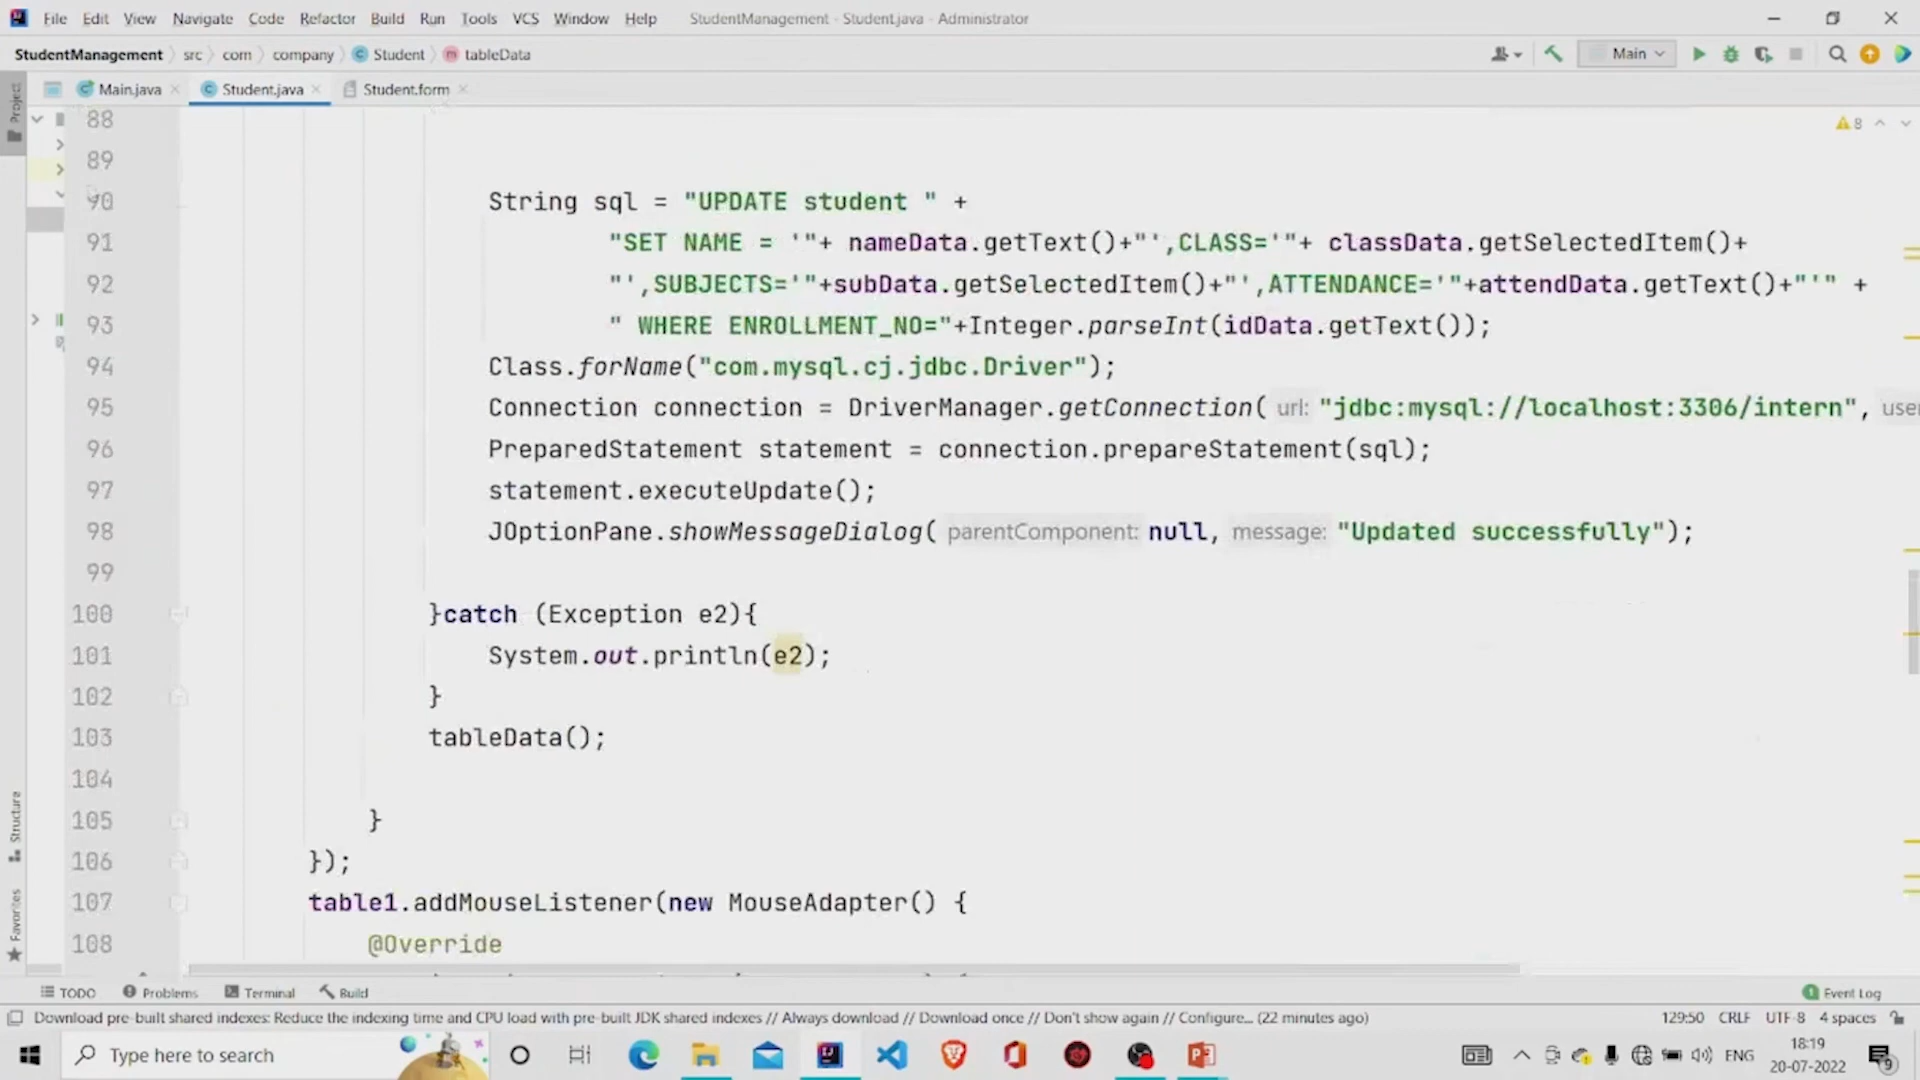 File Edit View Navigate Code Refactor Build Run Tools VCS Window Help StudentManagement - Student.java - Administrator
StudentManagement src com company Student tableData Main
Main.java Student.java Student.form
Project
88
8
89
90 String sql = "UPDATE student " +
91 "SET NAME = '"+ nameData.getText()+"',CLASS='"+ classData.getSelectedItem()+
92 "',SUBJECTS='"+subData.getSelectedItem()+"',ATTENDANCE='"+attendData.getText()+"'" +
93 " WHERE ENROLLMENT_NO="+Integer.parseInt(idData.getText());
94 Class.forName("com.mysql.cj.jdbc.Driver");
95 Connection connection = DriverManager.getConnection( url: "jdbc:mysql://localhost:3306/intern", user
96 PreparedStatement statement = connection.prepareStatement(sql);
97 statement.executeUpdate();
98 JOptionPane.showMessageDialog( parentComponent: null, message: "Updated successfully");
99
100 }catch (Exception e2){
101 System.out.println(e2);
102 }
103 tableData();
104
105 }
106 });
107 table1.addMouseListener(new MouseAdapter() {
108 @Override
Structure
Favorites
TODO Problems Terminal Build 1 Event Log
Download pre-built shared indexes: Reduce the indexing time and CPU load with pre-built JDK shared indexes // Always download // Download once // Don't show again // Configure... (22 minutes ago) 129:50 CRLF UTF-8 4 spaces
Type here to search ENG 18:19
20-07-2022 9